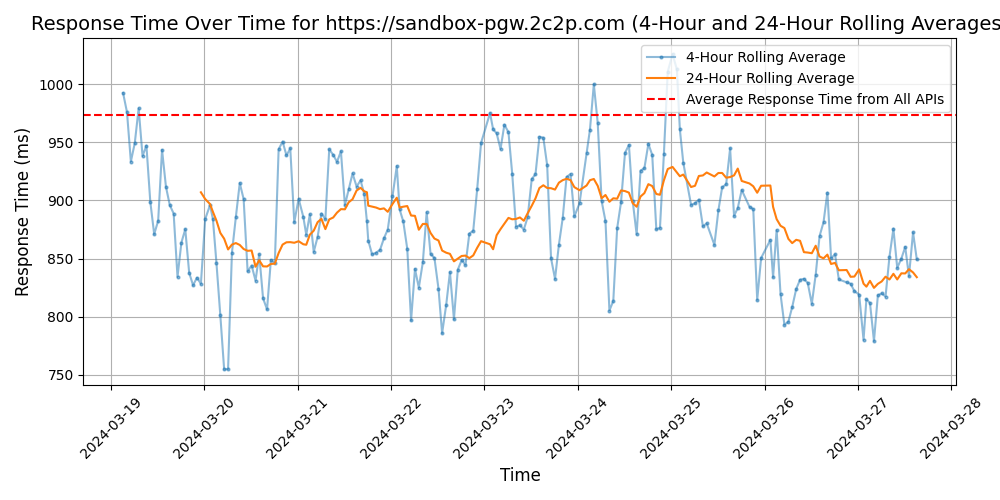 Response Time Over Time for https://sandbox-pgw.2c2p.com (4-Hour and 24-Hour Rolling Averages
4-Hour Rolling Average
24-Hour Rolling Average
Average Response Time from All APIs
Response Time (ms)
1000
950
900
850
800
750
2024-03-19
2024-03-20
2024-03-21
2024-03-22
2024-03-23
2024-03-24
2024-03-25
2024-03-26
2024-03-27
2024-03-28
Time